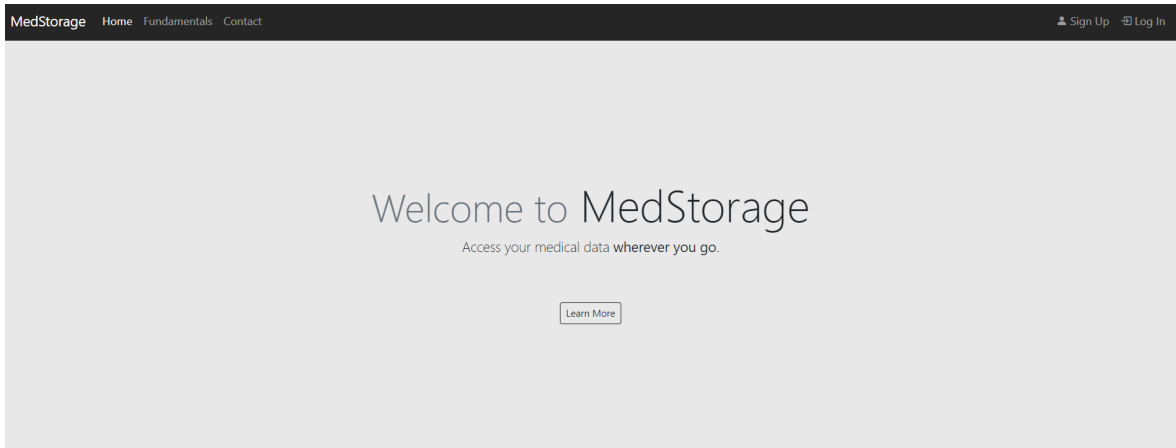 MedStorage Home Fundamentals Contact Sign Up Log In
Welcome to MedStorage
Access your medical data wherever you go.
Learn More